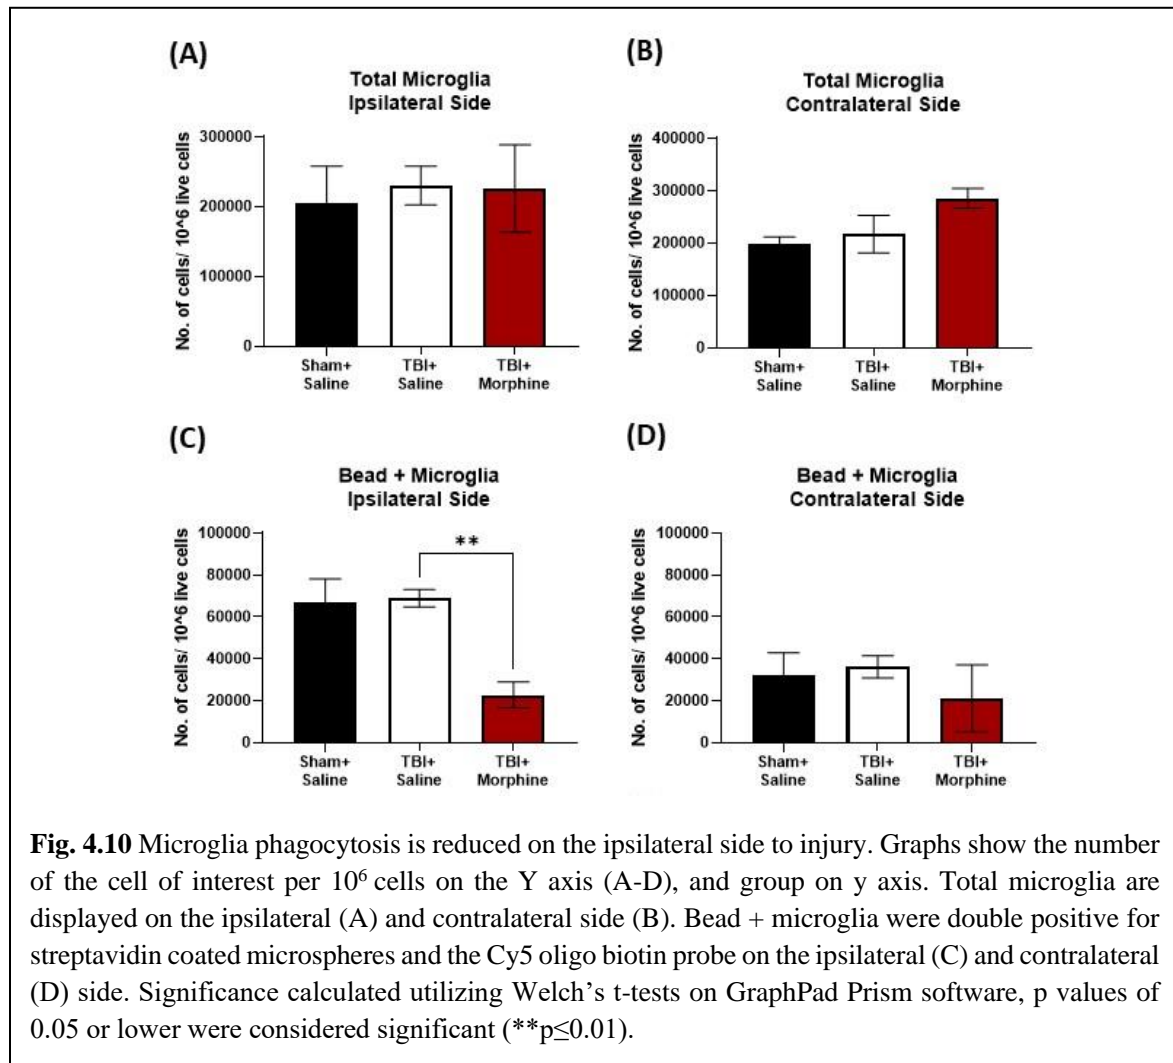 (A)
Total Microglia
Ipsilateral Side
No. of cells/ 10^6 live cells
300000
200000
100000
0
Sham+
Saline
TBI+
Saline
TBI+
Morphine
(B)
Total Microglia
Contralateral Side
No. of cells/ 10^6 live cells
400000
300000
200000
100000
0
Sham+
Saline
TBI+
Saline
TBI+
Morphine
(C)
Bead + Microglia
Ipsilateral Side
No. of cells/ 10^6 live cells
100000
80000
60000
40000
20000
0
**
Sham+
Saline
TBI+
Saline
TBI+
Morphine
(D)
Bead + Microglia
Contralateral Side
No. of cells/ 10^6 live cells
100000
80000
60000
40000
20000
0
Sham+
Saline
TBI+
Saline
TBI+
Morphine
Fig. 4.10 Microglia phagocytosis is reduced on the ipsilateral side to injury. Graphs show the number
of the cell of interest per 10⁶ cells on the Y axis (A-D), and group on y axis. Total microglia are
displayed on the ipsilateral (A) and contralateral side (B). Bead + microglia were double positive for
streptavidin coated microspheres and the Cy5 oligo biotin probe on the ipsilateral (C) and contralateral
(D) side. Significance calculated utilizing Welch’s t-tests on GraphPad Prism software, p values of
0.05 or lower were considered significant (**p≤0.01).